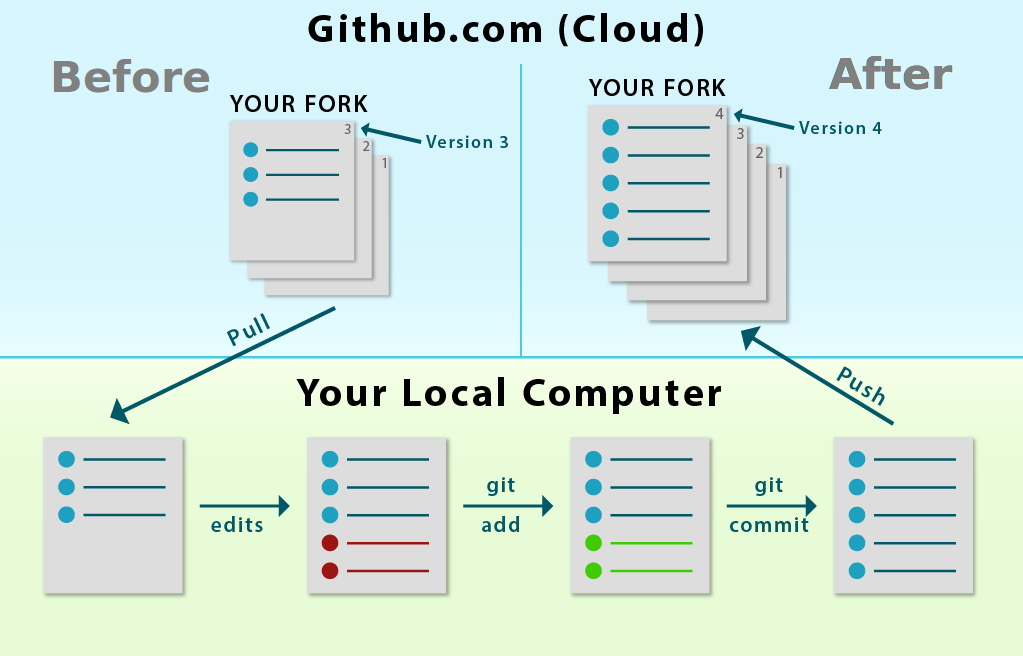 Github.com (Cloud)
Before
After
YOUR FORK
3
2
1
Version 3
YOUR FORK
4
3
2
1
Version 4
Pull
Push
Your Local Computer
edits
git
add
git
commit